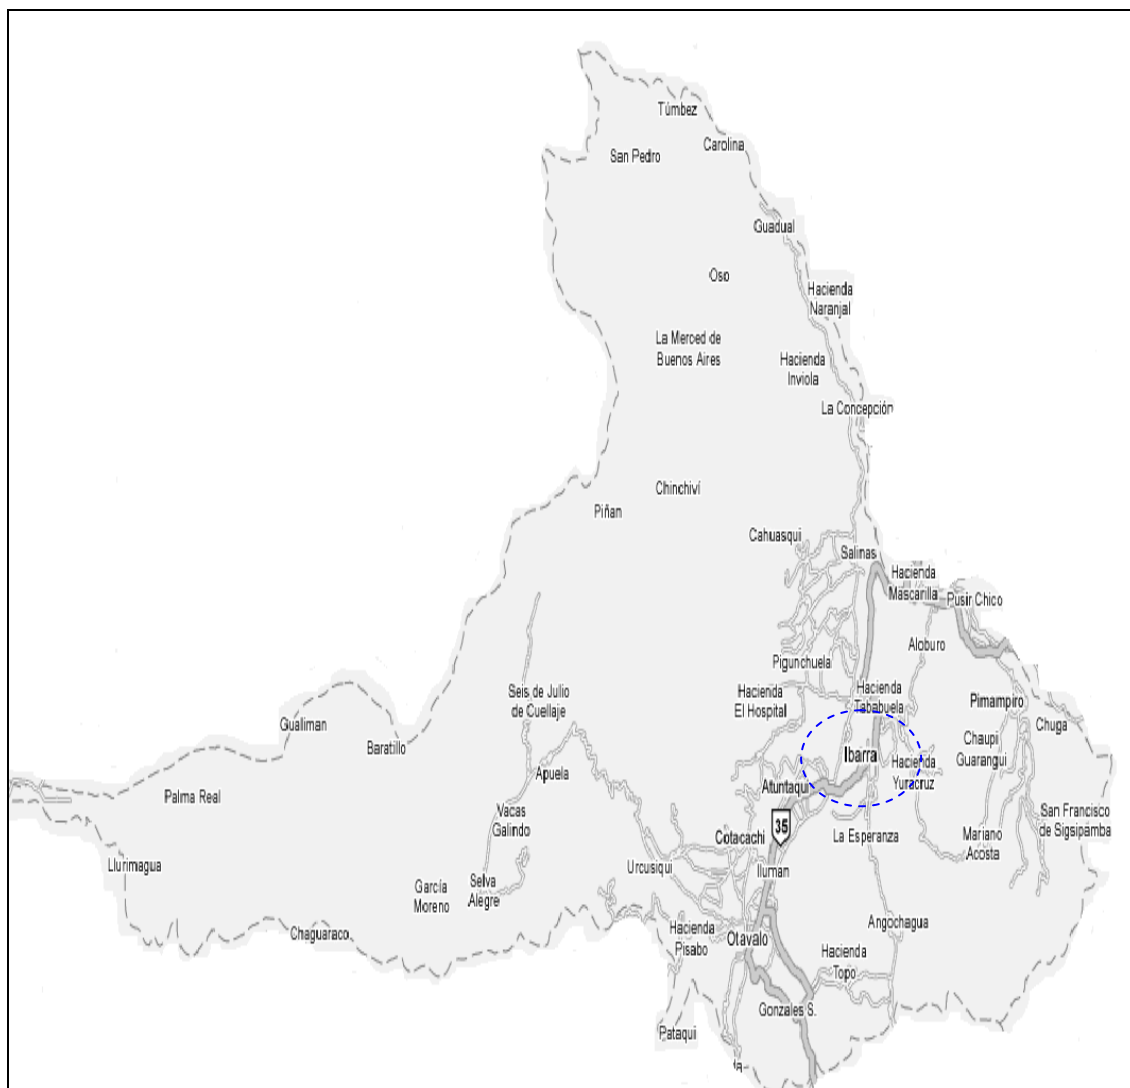 Túmbez
Carolina
San Pedro
Guadual
Oso
Hacienda
Naranjal
La Merced de
Buenos Aires
Hacienda
Inviola
La Concepción
Chinchiví
Piñan
Cahuasqui
Salinas
Hacienda
Mascarilla
Pusir Chico
Aloburo
Pigunchuela
Hacienda
Tababuela
Hacienda
El Hospital
Seis de Julio
de Cuellaje
Pimampiro
Chuga
Gualiman
Baratillo
Chaupi
Guarangui
Ibarra
Hacienda
Yuracruz
Apuela
Atuntaqui
Palma Real
Vacas
Galindo
35
San Francisco
de Sigsipamba
Cotacachi
La Esperanza
Mariano
Acosta
Llurimagua
Urcusiqui
Iluman
García
Moreno
Selva
Alegre
Chaguaraco
Hacienda
Pisabo
Otavalo
Angochagua
Hacienda
Topo
Gonzales S.
Pataqui